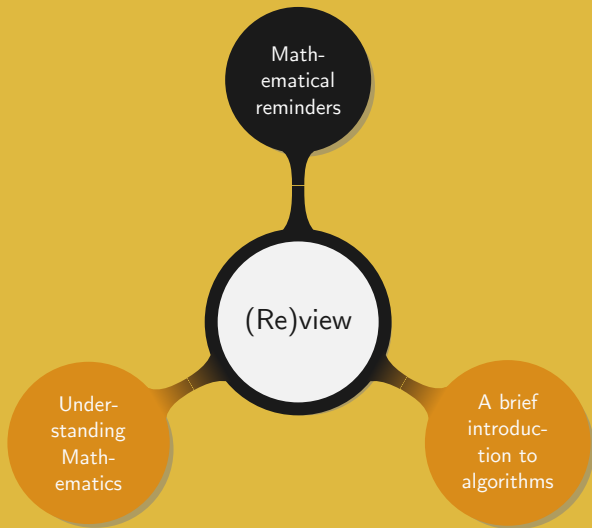 Math-
ematical
reminders
(Re)view
Under-
standing
Math-
ematics
A brief
introduc-
tion to
algorithms